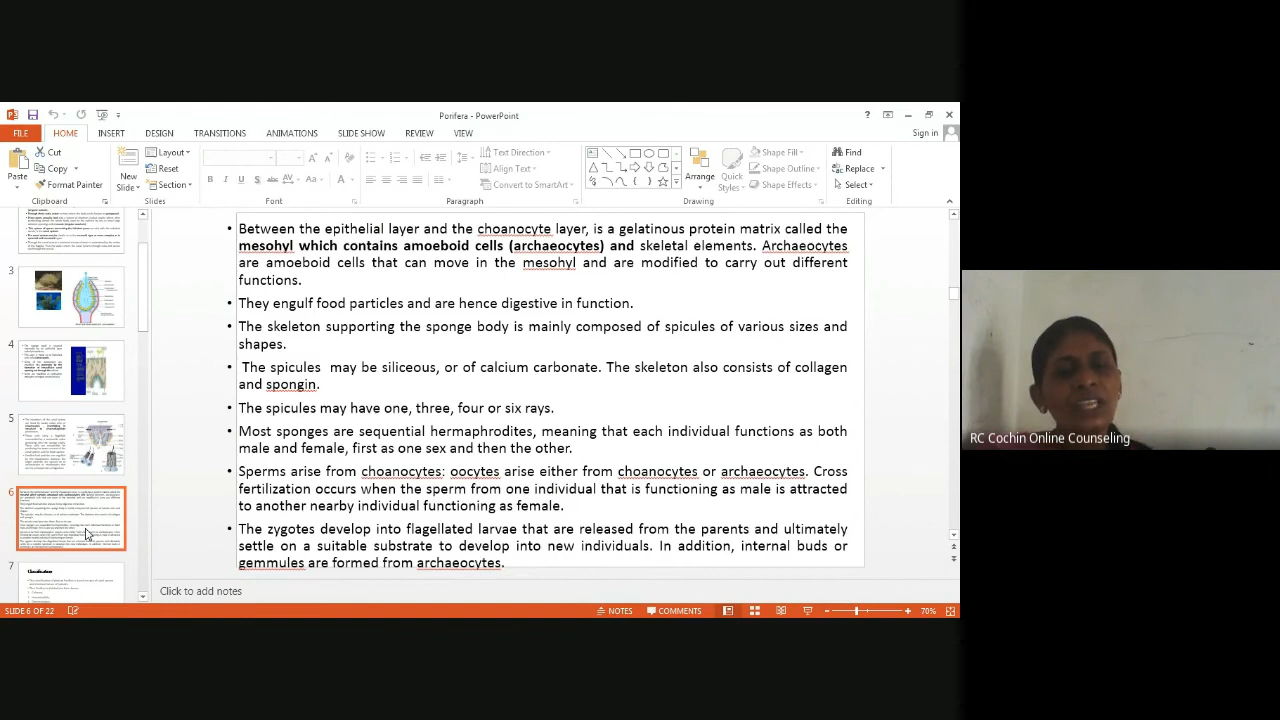 Porifera - PowerPoint
FILE HOME INSERT DESIGN TRANSITIONS ANIMATIONS SLIDE SHOW REVIEW VIEW Sign in
Cut
Copy
Format Painter
Paste
Clipboard
New
Slide
Layout
Reset
Section
Slides
Font
Text Direction
Align Text
Convert to SmartArt
Paragraph
Arrange
Quick
Styles
Shape Fill
Shape Outline
Shape Effects
Drawing
Find
Replace
Select
Editing
3
4
5
6
7
Classification
Between the epithelial layer and the choanocyte layer, is a gelatinous protein matrix called the
mesohyl which contains amoeboid cells (archeocytes) and skeletal elements. Archaeocytes
are amoeboid cells that can move in the mesohyl and are modified to carry out different
functions.
• They engulf food particles and are hence digestive in function.
• The skeleton supporting the sponge body is mainly composed of spicules of various sizes and
shapes.
• The spicules may be siliceous, or of calcium carbonate. The skeleton also consists of collagen
and spongin.
• The spicules may have one, three, four or six rays.
Most sponges are sequential hermaphrodites, meaning that each individual functions as both
male and female, first as one sex and then the other.
Sperms arise from choanocytes: oocytes arise either from choanocytes or archaeocytes. Cross
fertilization occurs when the sperm from one individual that is functioning as male is attracted
to another nearby individual functioning as female.
The zygotes develop into flagellated larvae that are released from the parent and ultimately
settle on a suitable substrate to develop into new individuals. In addition, internal buds or
gemmules are formed from archaeocytes.
Click to add notes
SLIDE 6 OF 22 NOTES COMMENTS 70%
RC Cochin Online Counseling